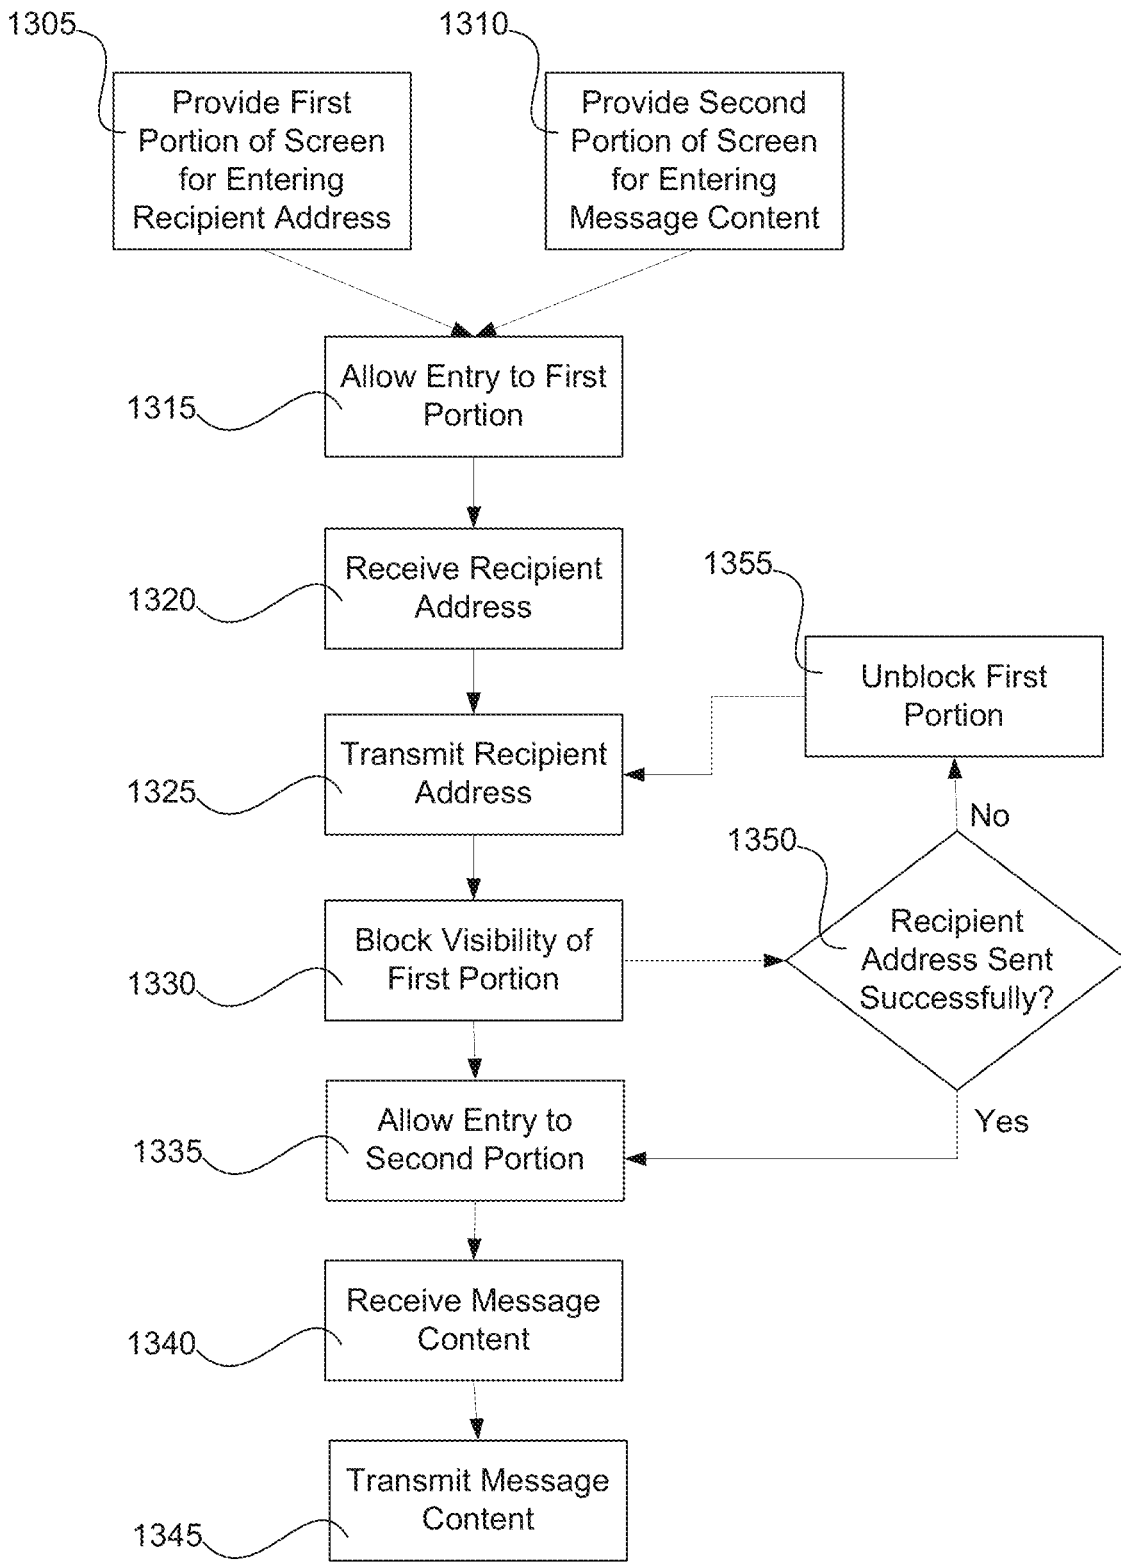 1305
1310
Provide First
Portion of Screen
for Entering
Recipient Address
Provide Second
Portion of Screen
for Entering
Message Content
1315
Allow Entry to First
Portion
1320
Receive Recipient
Address
1355
Unblock First
Portion
1325
Transmit Recipient
Address
No
1350
Recipient
Address Sent
Successfully?
1330
Block Visibility of
First Portion
Yes
1335
Allow Entry to
Second Portion
1340
Receive Message
Content
1345
Transmit Message
Content